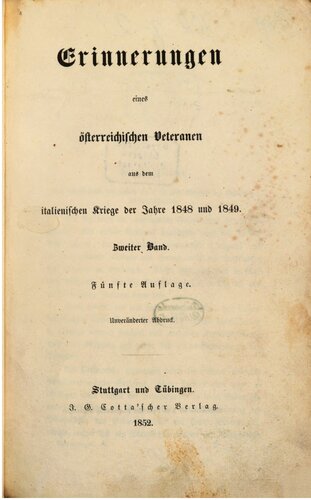 Erinnerungen
eines
österreichischen Veteranen
aus dem
italienischen Kriege der Jahre 1848 und 1849.
Zweiter Band.
Fünfte Auflage.
Unveränderter Abdruck.
Stuttgart und Tübingen.
J. G. Cotta'scher Verlag.
1852.